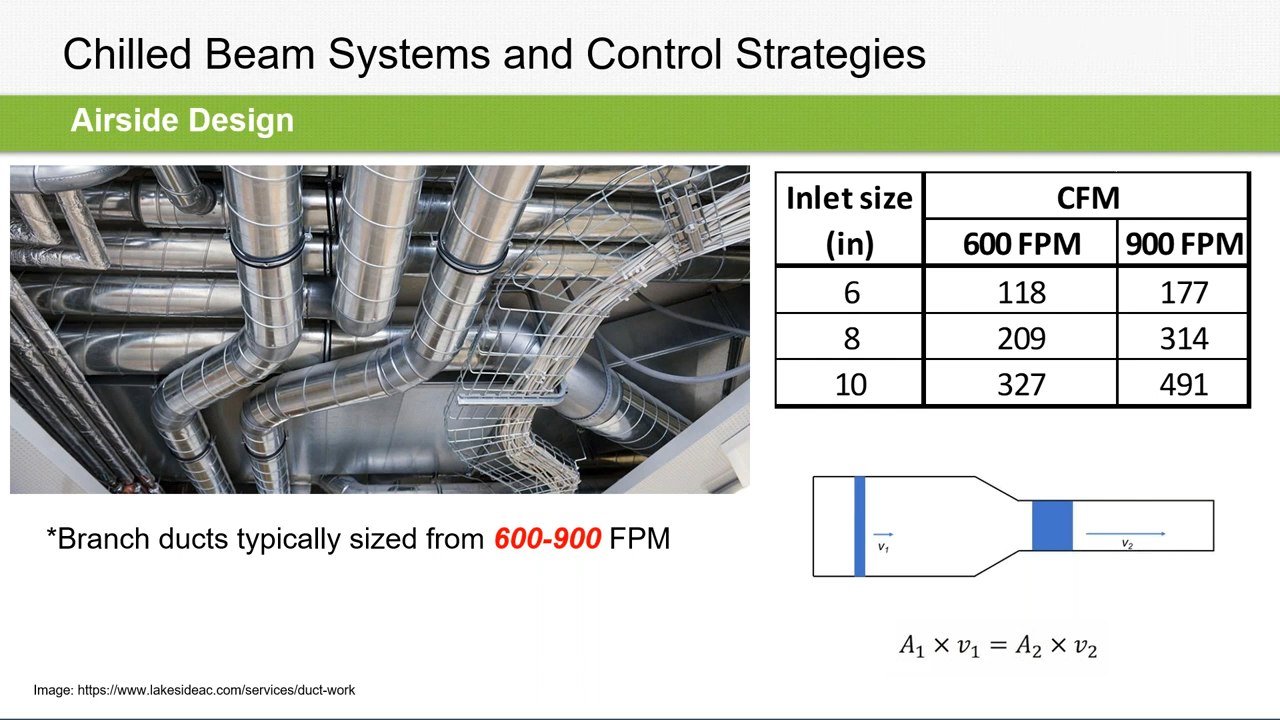 Chilled Beam Systems and Control Strategies
Airside Design
Inlet size (in) CFM
600 FPM 900 FPM
6 118 177
8 209 314
10 327 491
*Branch ducts typically sized from 600-900 FPM
v₁ v₂
A₁ × v₁ = A₂ × v₂
Image: https://www.lakesideac.com/services/duct-work